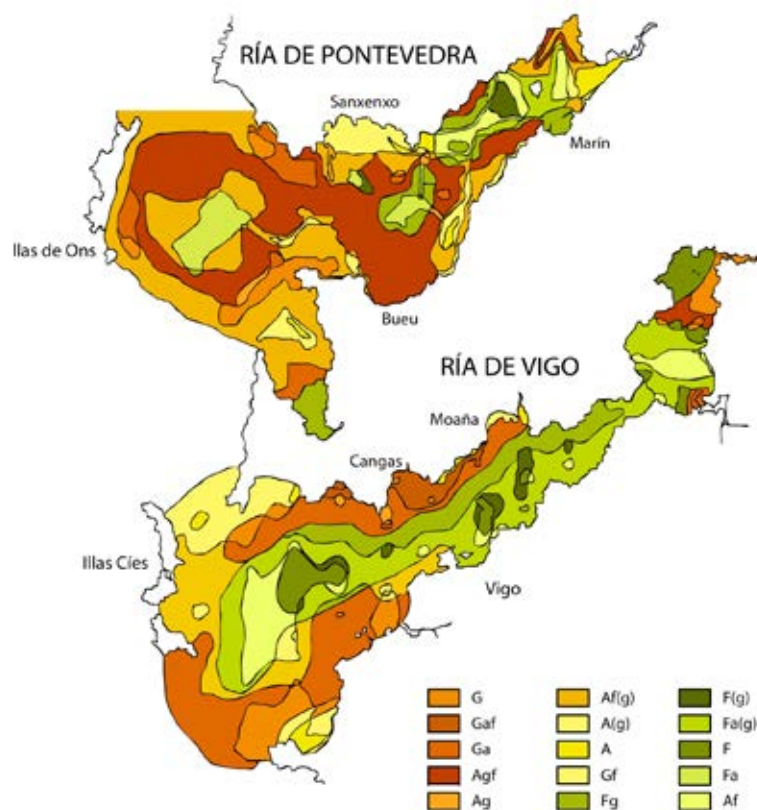 RÍA DE PONTEVEDRA
Sanxenxo
Marín
Illas de Ons
Bueu
RÍA DE VIGO
Moaña
Cangas
Illas Cíes
Vigo
G
Gaf
Ga
Agf
Ag
Af(g)
A(g)
A
Gf
Fg
F(g)
Fa(g)
F
Fa
Af